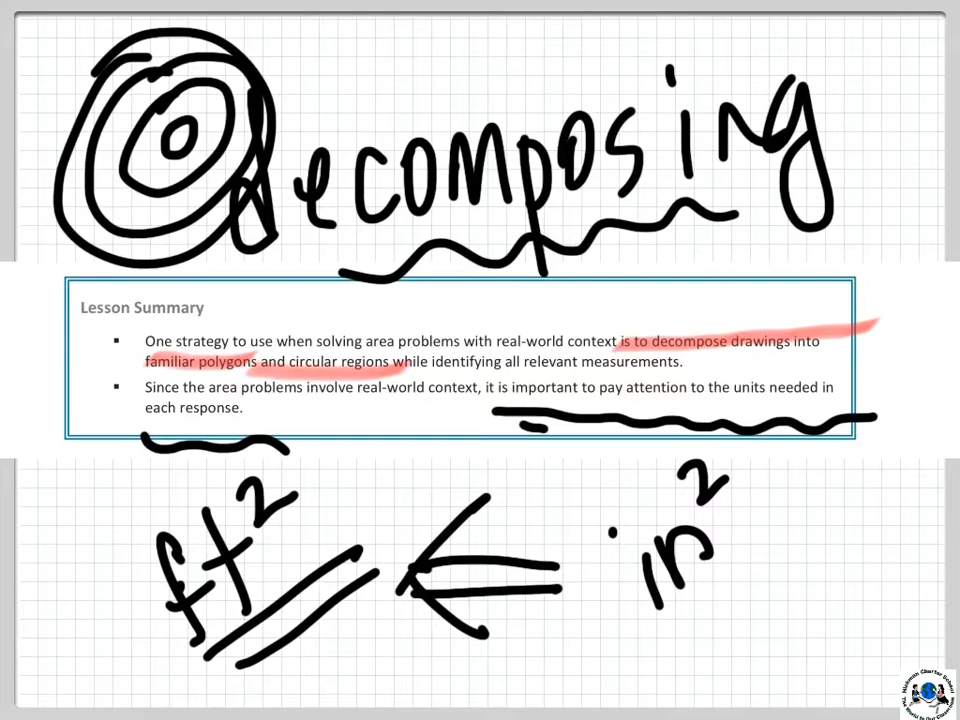 decomposing
Lesson Summary
▪ One strategy to use when solving area problems with real-world context is to decompose drawings into
familiar polygons and circular regions while identifying all relevant measurements.
▪ Since the area problems involve real-world context, it is important to pay attention to the units needed in
each response.
ft² ⇐ in²